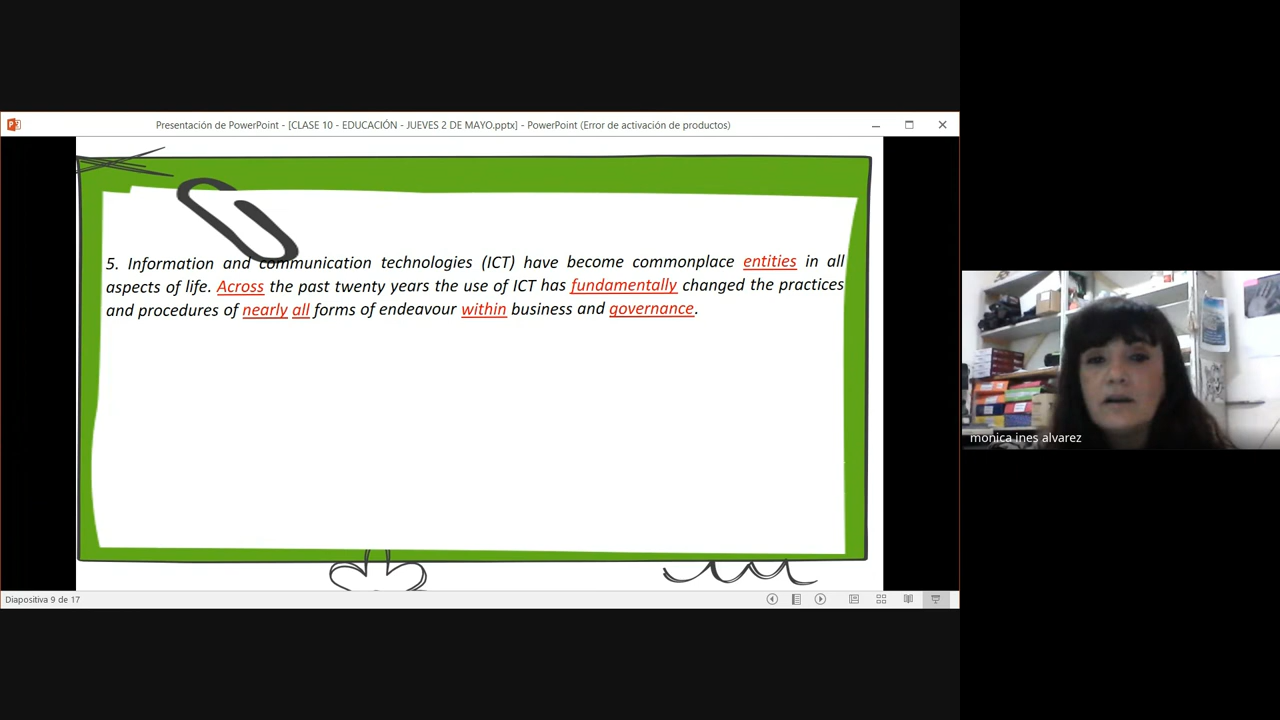 Presentación de PowerPoint - [CLASE 10 - EDUCACIÓN - JUEVES 2 DE MAYO.pptx] - PowerPoint (Error de activación de productos)
5. Information and communication technologies (ICT) have become commonplace entities in all
aspects of life. Across the past twenty years the use of ICT has fundamentally changed the practices
and procedures of nearly all forms of endeavour within business and governance.
monica ines alvarez
Diapositiva 9 de 17